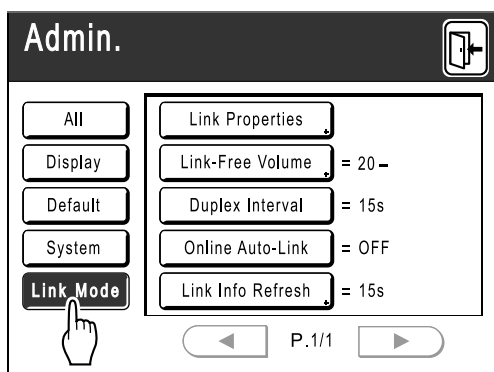 Admin.
All
Link Properties
Display
Link-Free Volume = 20 –
Default
Duplex Interval = 15s
System
Online Auto-Link = OFF
Link Mode
Link Info Refresh = 15s
P.1/1